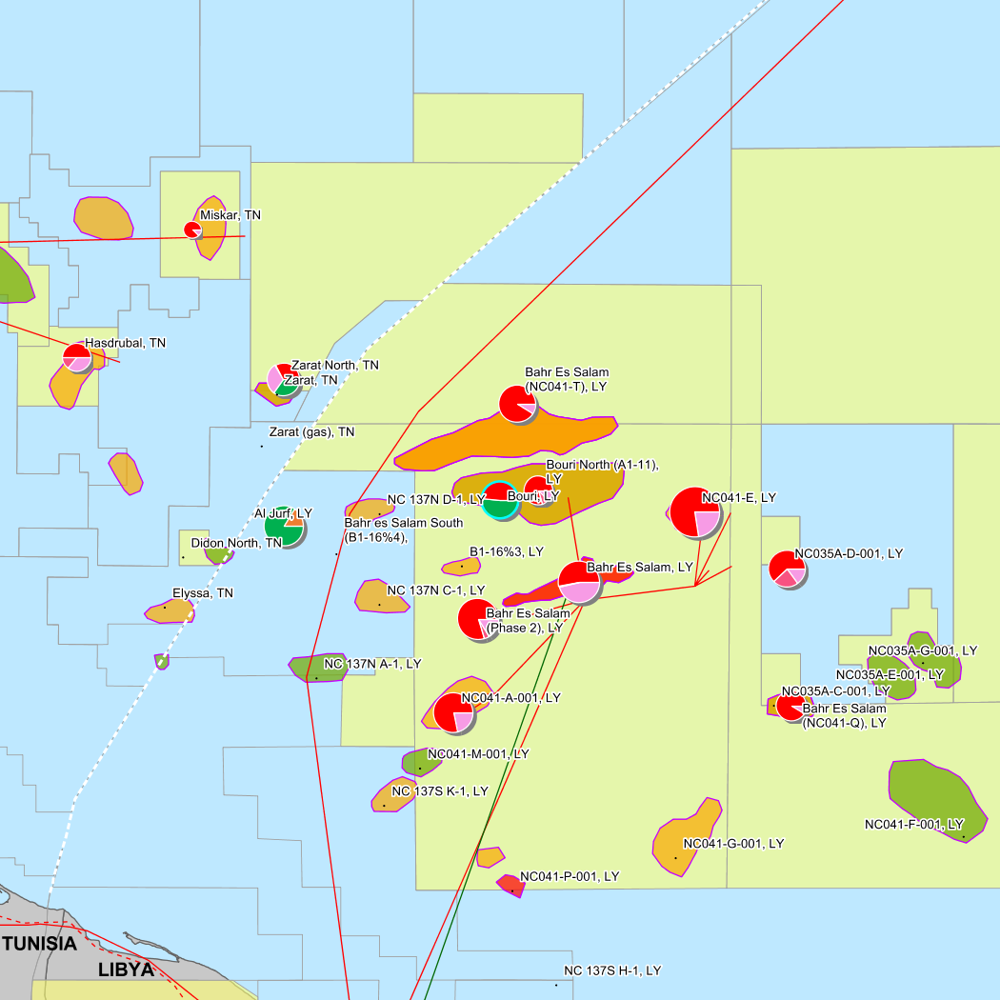 Miskar, TN
Hasdrubal, TN
Zarat North, TN
Zarat, TN
Bahr Es Salam
(NC041-T), LY
Zarat (gas), TN
Bouri North (A1-11),
LY
NC 137N D-1, LY
Bouri, LY
NC041-E, LY
Al Jurf, LY
Bahr es Salam South
(B1-16%4),
Didon North, TN
B1-16%3, LY
NC035A-D-001, LY
Bahr Es Salam, LY
Elyssa, TN
NC 137N C-1, LY
Bahr Es Salam
(Phase 2), LY
NC035A-G-001, LY
NC 137N A-1, LY
NC035A-E-001, LY
NC035A-C-001, LY
NC041-A-001, LY
Bahr Es Salam
(NC041-Q), LY
NC041-M-001, LY
NC 137S K-1, LY
NC041-F-001, LY
NC041-G-001, LY
NC041-P-001, LY
TUNISIA
LIBYA
NC 137S H-1, LY